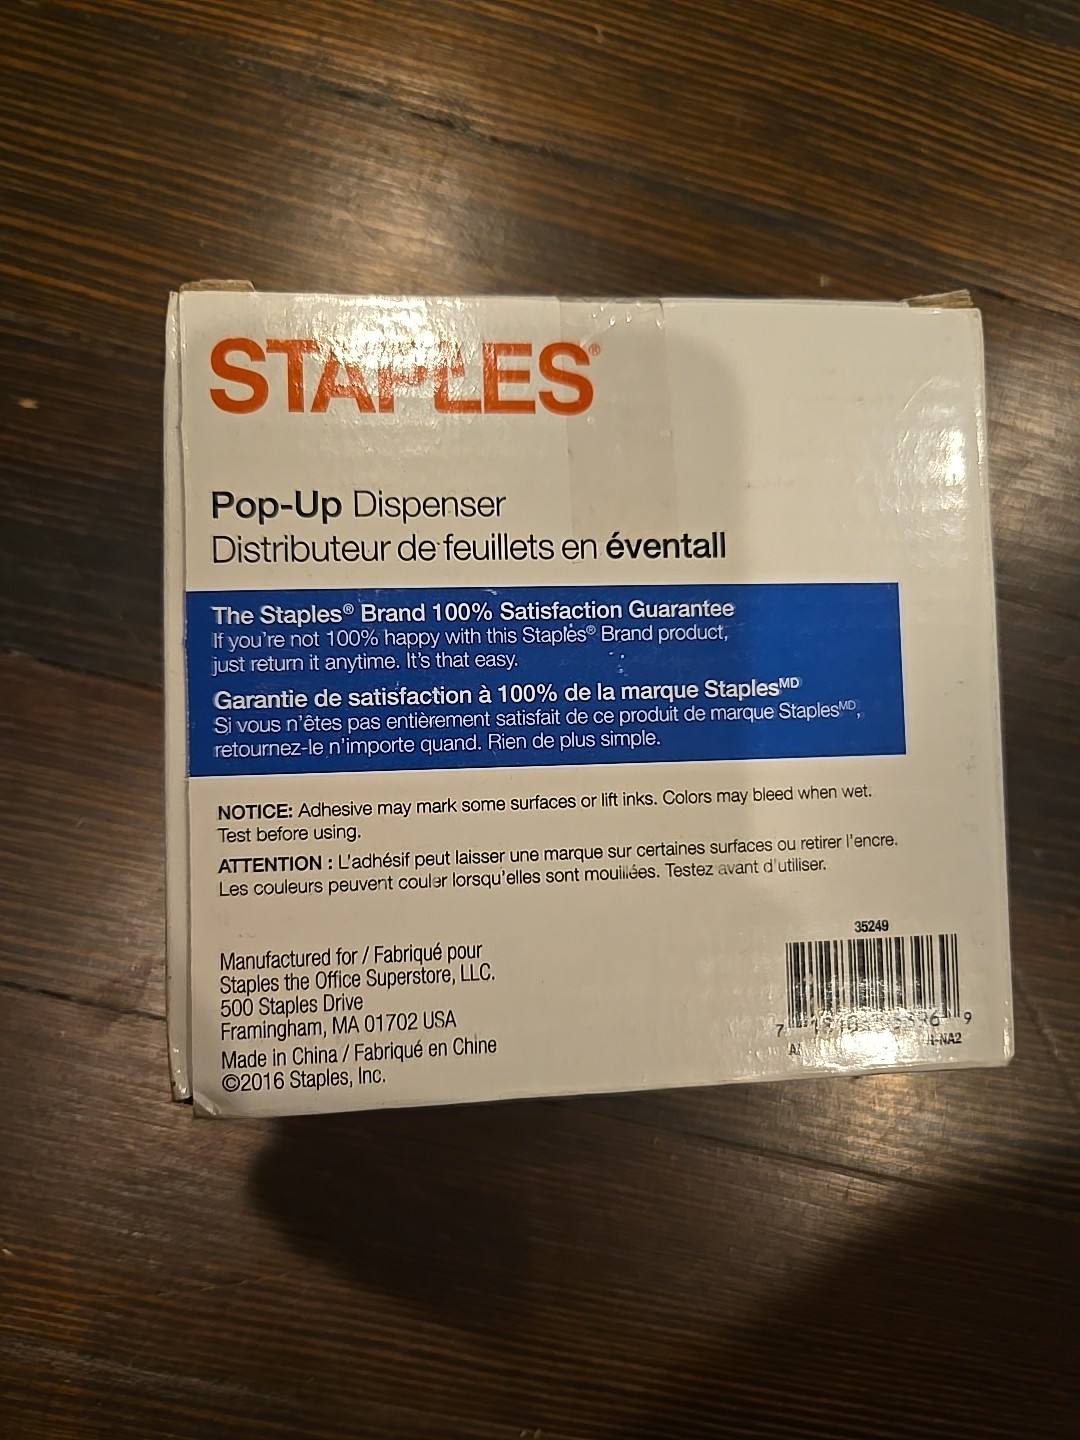 STAPLES®
Pop-Up Dispenser
Distributeur de feuillets en éventall
The Staples® Brand 100% Satisfaction Guarantee
If you're not 100% happy with this Staples® Brand product,
just return it anytime. It's that easy.
Garantie de satisfaction à 100% de la marque StaplesMD
Si vous n'êtes pas entièrement satisfait de ce produit de marque StaplesMD,
retournez-le n'importe quand. Rien de plus simple.
NOTICE: Adhesive may mark some surfaces or lift inks. Colors may bleed when wet.
Test before using.
ATTENTION : L'adhésif peut laisser une marque sur certaines surfaces ou retirer l'encre.
Les couleurs peuvent couler lorsqu'elles sont mouillées. Testez avant d'utiliser.
Manufactured for / Fabriqué pour
Staples the Office Superstore, LLC.
500 Staples Drive
Framingham, MA 01702 USA
Made in China / Fabriqué en Chine
©2016 Staples, Inc.
35249
7 9